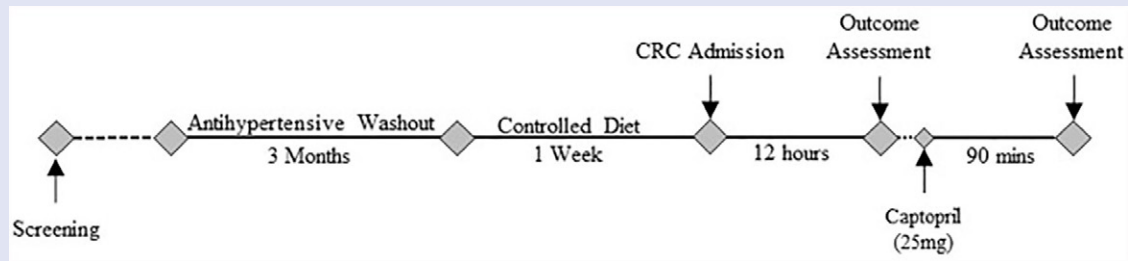 Outcome
Assessment
Outcome
Assessment
CRC Admission
Antihypertensive Washout
3 Months
Controlled Diet
1 Week
12 hours
90 mins
Screening
Captopril
(25mg)